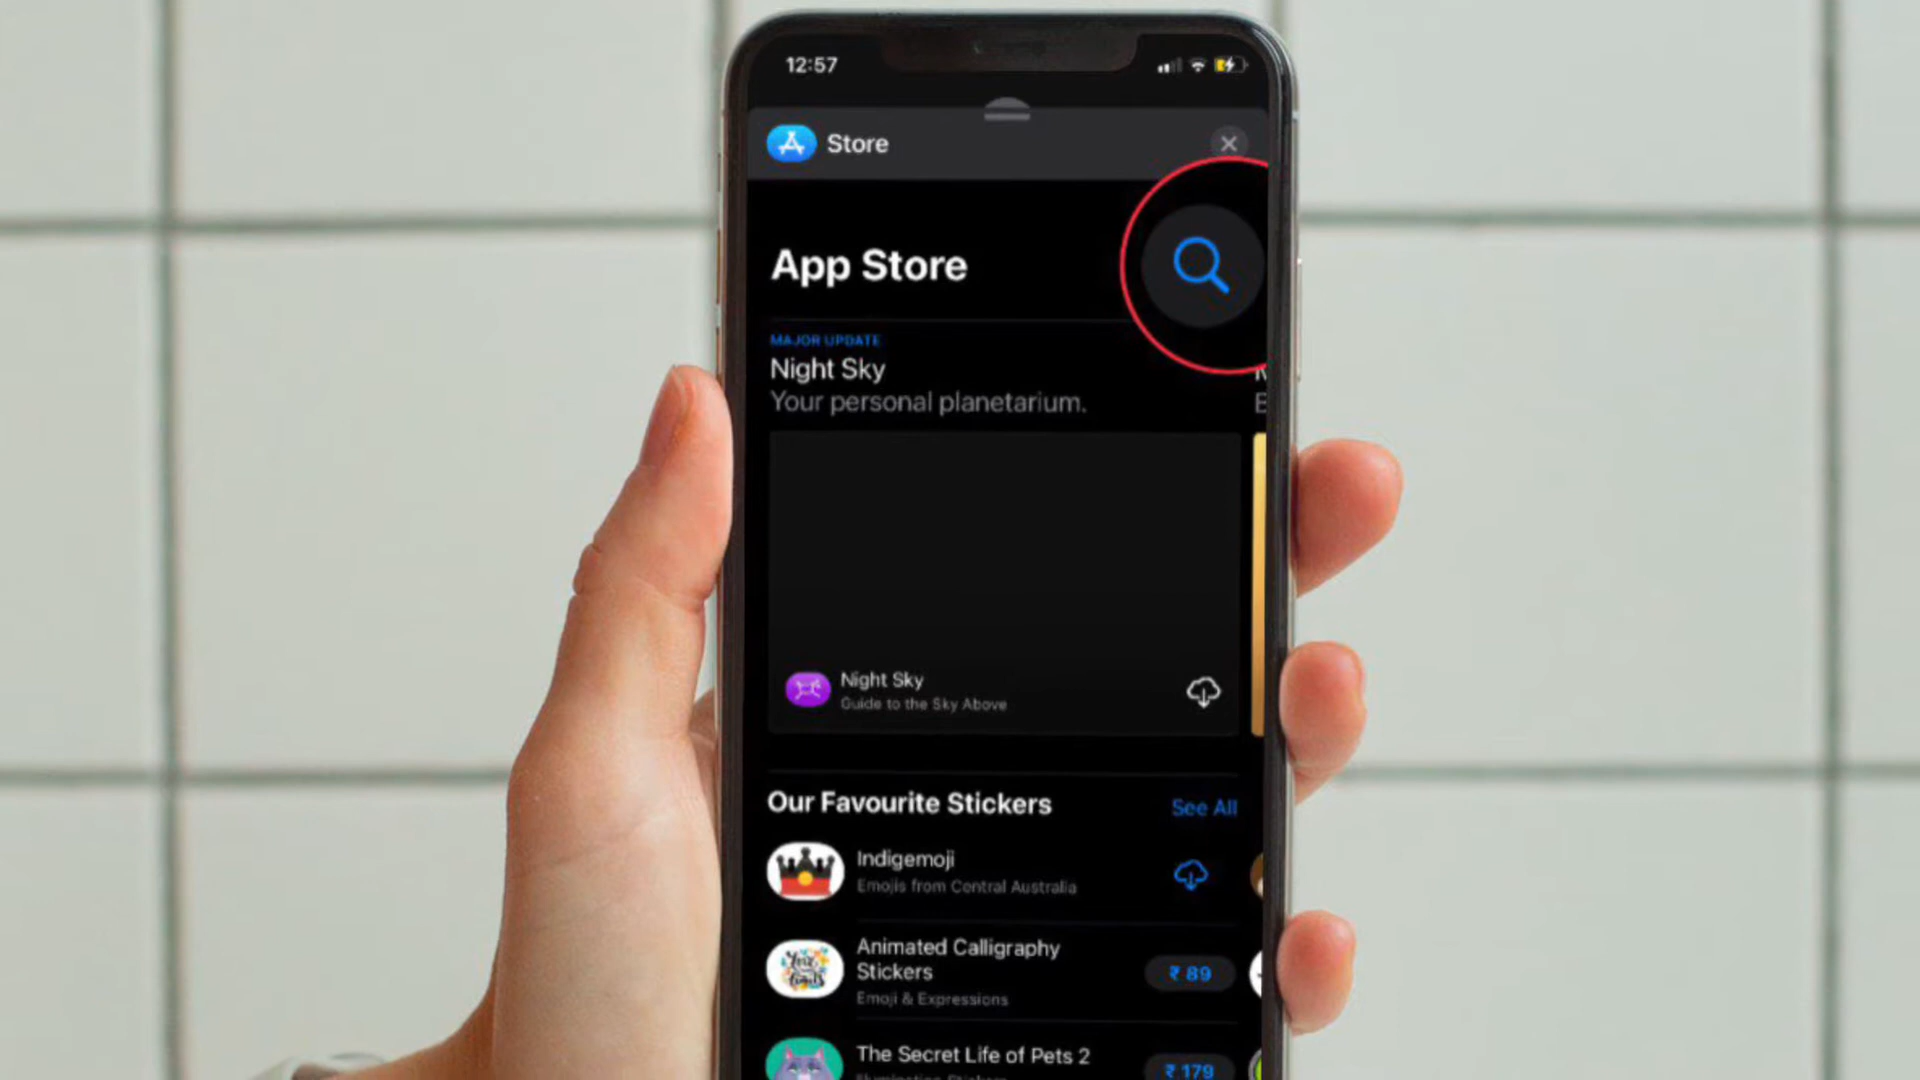 12:57
Store
App Store
MAJOR UPDATE
Night Sky
Your personal planetarium.
Night Sky
Guide to the Sky Above
Our Favourite Stickers
See All
Indigemoji
Emojis from Central Australia
Animated Calligraphy
Stickers
₹ 89
Emoji & Expressions
The Secret Life of Pets 2
₹ 179